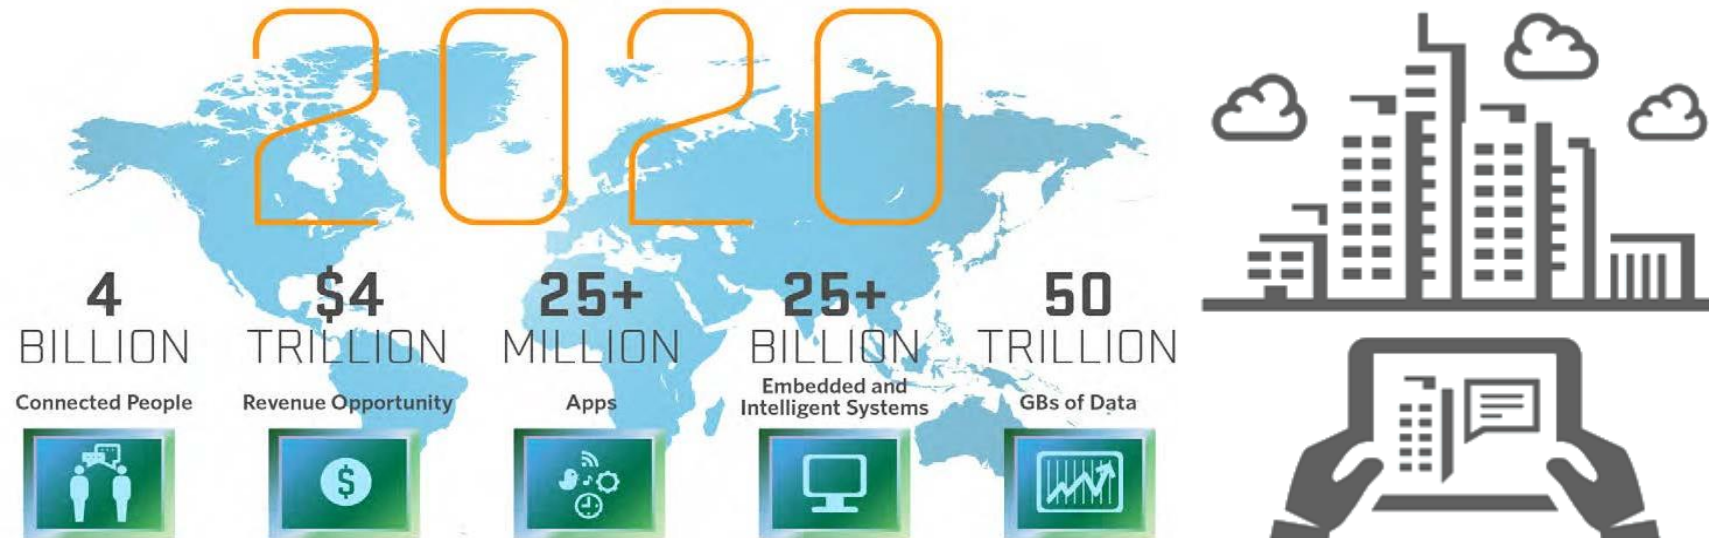 2020
4
BILLION
Connected People
$4
TRILLION
Revenue Opportunity
25+
MILLION
Apps
25+
BILLION
Embedded and
Intelligent Systems
50
TRILLION
GBs of Data
$